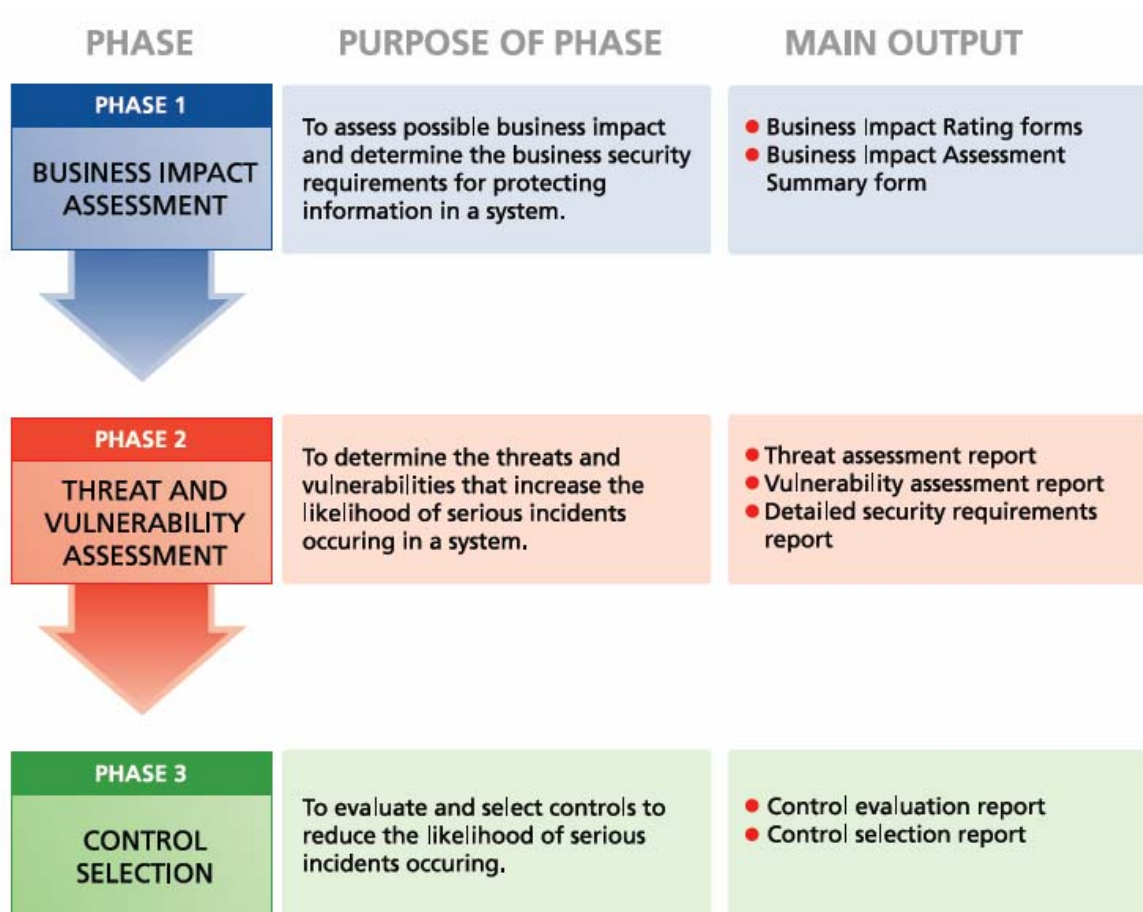 PHASE
PURPOSE OF PHASE
MAIN OUTPUT
PHASE 1
BUSINESS IMPACT
ASSESSMENT
To assess possible business impact
and determine the business security
requirements for protecting
information in a system.
● Business Impact Rating forms
● Business Impact Assessment
Summary form
PHASE 2
THREAT AND
VULNERABILITY
ASSESSMENT
To determine the threats and
vulnerabilities that increase the
likelihood of serious incidents
occuring in a system.
● Threat assessment report
● Vulnerability assessment report
● Detailed security requirements
report
PHASE 3
CONTROL
SELECTION
To evaluate and select controls to
reduce the likelihood of serious
incidents occuring.
● Control evaluation report
● Control selection report